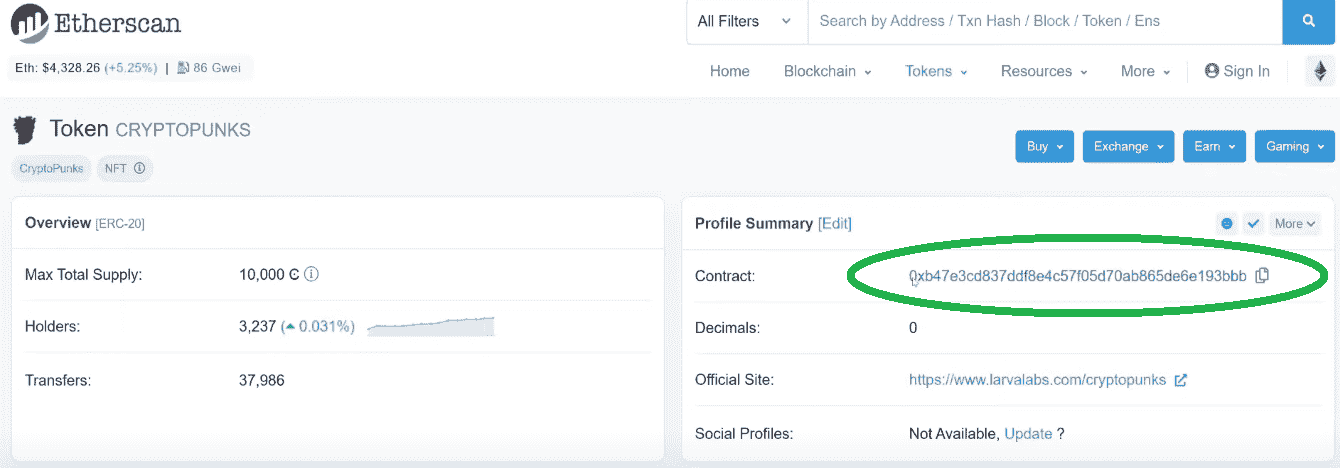 Etherscan
All Filters
Search by Address / Txn Hash / Block / Token / Ens
Eth: $4,328.26 (+5.25%) | 86 Gwei
Home Blockchain Tokens Resources More Sign In
Token CRYPTOPUNKS
CryptoPunks NFT
Buy Exchange Earn Gaming
Overview [ERC-20]
Max Total Supply: 10,000 Ͼ
Holders: 3,237 (0.031%)
Transfers: 37,986
Profile Summary [Edit]
More
Contract: 0xb47e3cd837ddf8e4c57f05d70ab865de6e193bbb
Decimals: 0
Official Site: https://www.larvalabs.com/cryptopunks
Social Profiles: Not Available, Update ?